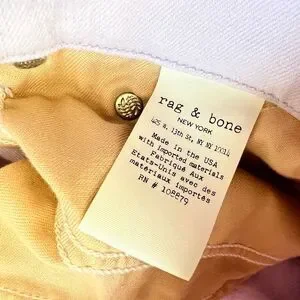 rag & bone
NEW YORK
425 W. 13th St, NY NY 10014
Made in the USA
with imported materials
Fabriqué Aux
Etats-Unis avec des
matériaux importés
RN # 108879